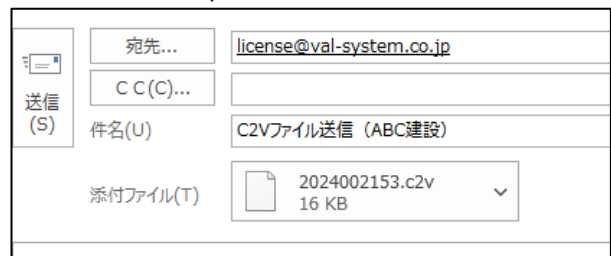 宛先...
license@val-system.co.jp
C C(C)...
送信
(S)
件名(U)
C2Vファイル送信（ABC建設）
添付ファイル(T)
2024002153.c2v
16 KB